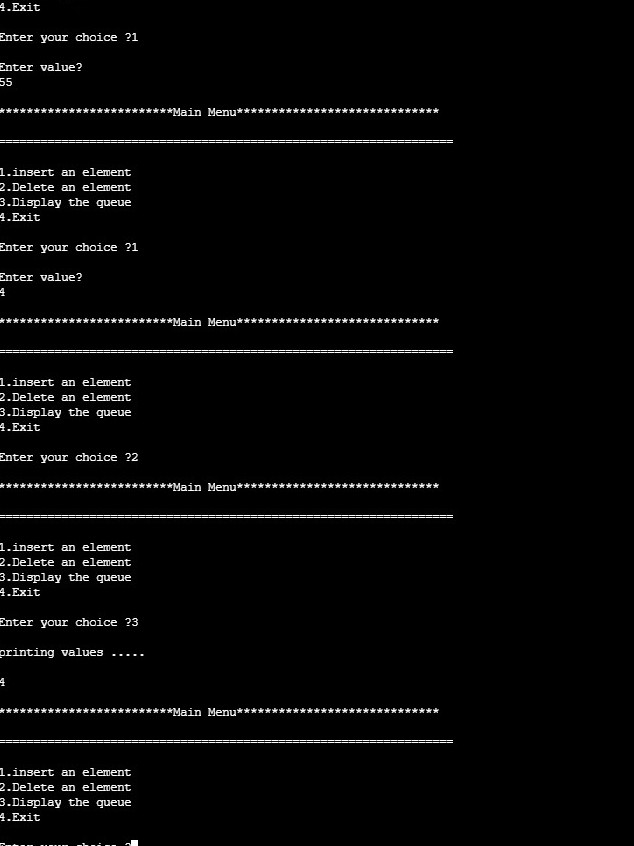 4.Exit
Enter your choice ?1
Enter value?
55
*************************Main Menu*****************************
=================================================================
1.insert an element
2.Delete an element
3.Display the queue
4.Exit
Enter your choice ?1
Enter value?
4
*************************Main Menu*****************************
=================================================================
1.insert an element
2.Delete an element
3.Display the queue
4.Exit
Enter your choice ?2
*************************Main Menu*****************************
=================================================================
1.insert an element
2.Delete an element
3.Display the queue
4.Exit
Enter your choice ?3
printing values .....
4
*************************Main Menu*****************************
=================================================================
1.insert an element
2.Delete an element
3.Display the queue
4.Exit
Enter your choice ?